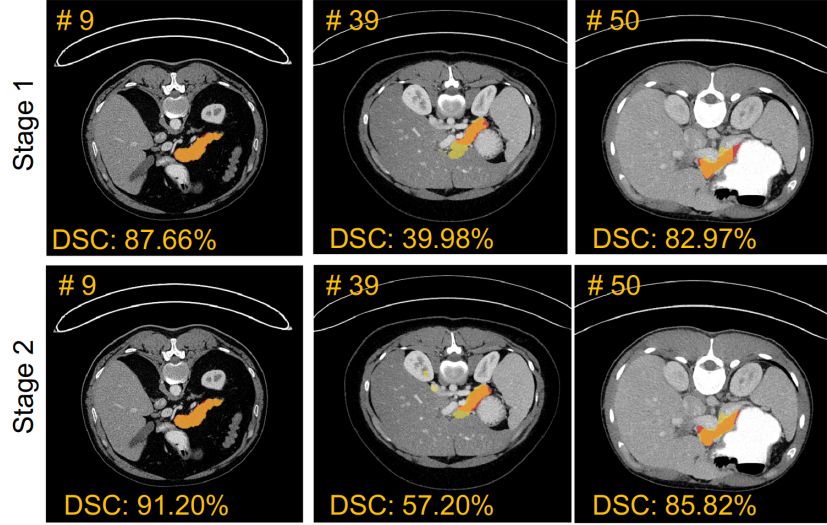 Stage 1
# 9
# 39
# 50
DSC: 87.66%
DSC: 39.98%
DSC: 82.97%
Stage 2
# 9
# 39
# 50
DSC: 91.20%
DSC: 57.20%
DSC: 85.82%